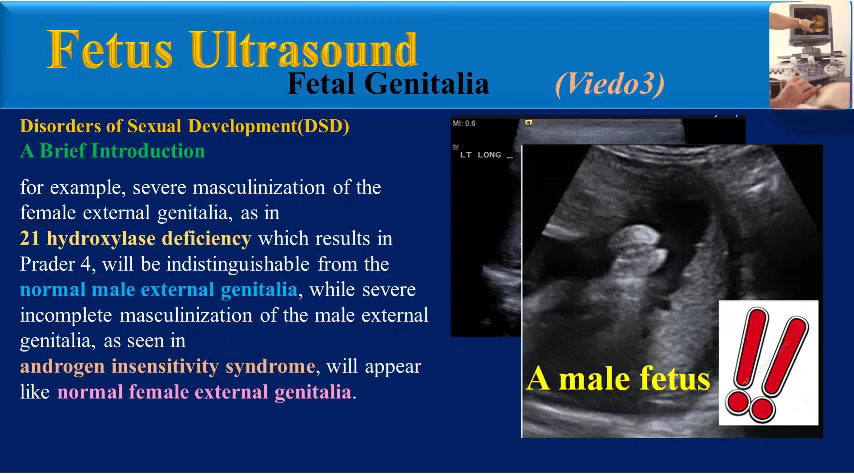 Fetus Ultrasound
Fetal Genitalia
(Viedo3)
Disorders of Sexual Development(DSD)
A Brief Introduction
for example, severe masculinization of the
female external genitalia, as in
21 hydroxylase deficiency which results in
Prader 4, will be indistinguishable from the
normal male external genitalia, while severe
incomplete masculinization of the male external
genitalia, as seen in
androgen insensitivity syndrome, will appear
like normal female external genitalia.
MI: 0.6
LT LONG _
A male fetus
!!